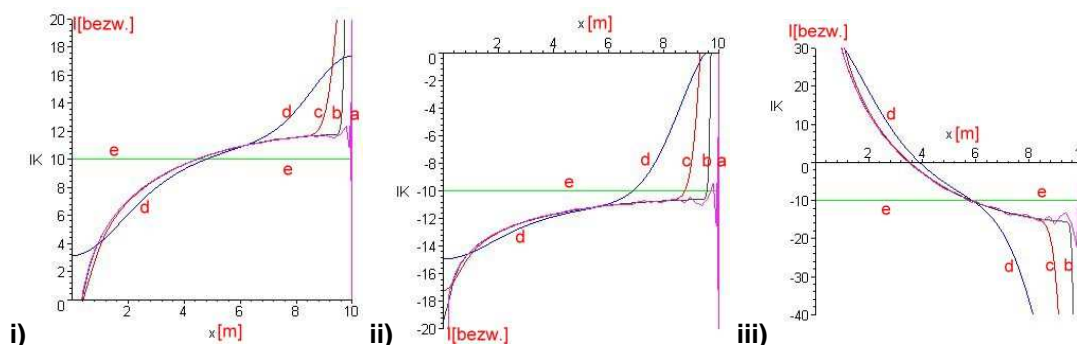 i)
I[bezw.]
20
18
16
14
12
IK 10
8
6
4
2
0
2 4 6 8 10
x [m]
e
e
d
d
c
b
a
ii)
x [m]
2 4 6 8 10
0
-2
-4
-6
-8
IK -10
-12
-14
-16
-18
-20
I[bezw.]
e
d
d
c
b
a
iii)
I[bezw.]
30
20
IK
10
0
-10
-20
-30
-40
x [m]
2 4 6 8
d
e
e
d
c
b